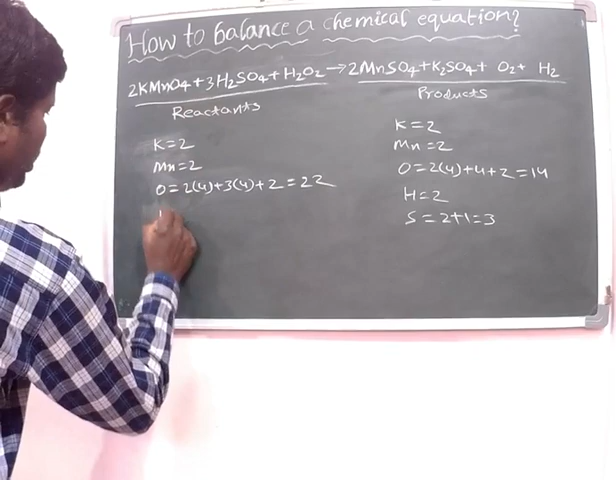 How to balance a chemical equation?
2KMnO4 + 3H2SO4 + H2O2 → 2MnSO4 + K2SO4 + O2 + H2
Reactants
Products
K = 2
Mn = 2
O = 2(4) + 3(4) + 2 = 22
K = 2
Mn = 2
O = 2(4) + 4 + 2 = 14
H = 2
S = 2 + 1 = 3